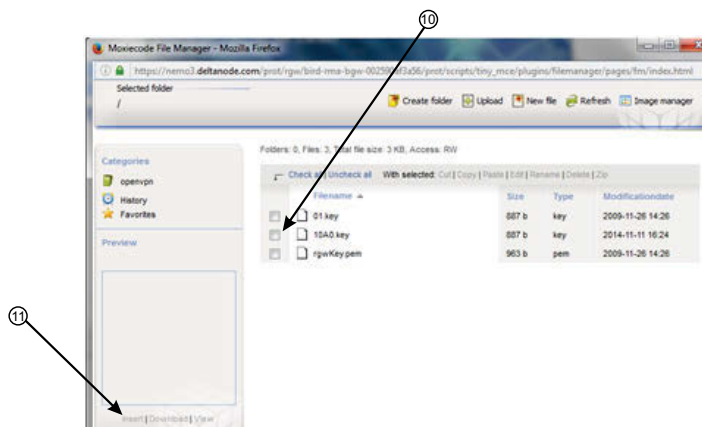 10
Moxiecode File Manager - Mozilla Firefox
https://nemo3.deltanode.com/prot/rgw/bird-rma-bgw-002590ef3a56/prot/scripts/tiny_mce/plugins/filemanager/pages/fm/index.html
Selected folder
/
Create folder Upload New file Refresh Image manager
Folders: 0, Files: 3, Total file size: 3 KB, Access: RW
Categories
openvpn
History
Favorites
Preview
Check all | Uncheck all With selected: Cut | Copy | Paste | Edit | Rename | Delete | Zip
Filename Size Type Modificationdate
01.key 887 b key 2009-11-26 14:26
10A0.key 887 b key 2014-11-11 16:24
rgwKey.pem 963 b pem 2009-11-26 14:26
11
Insert | Download | View